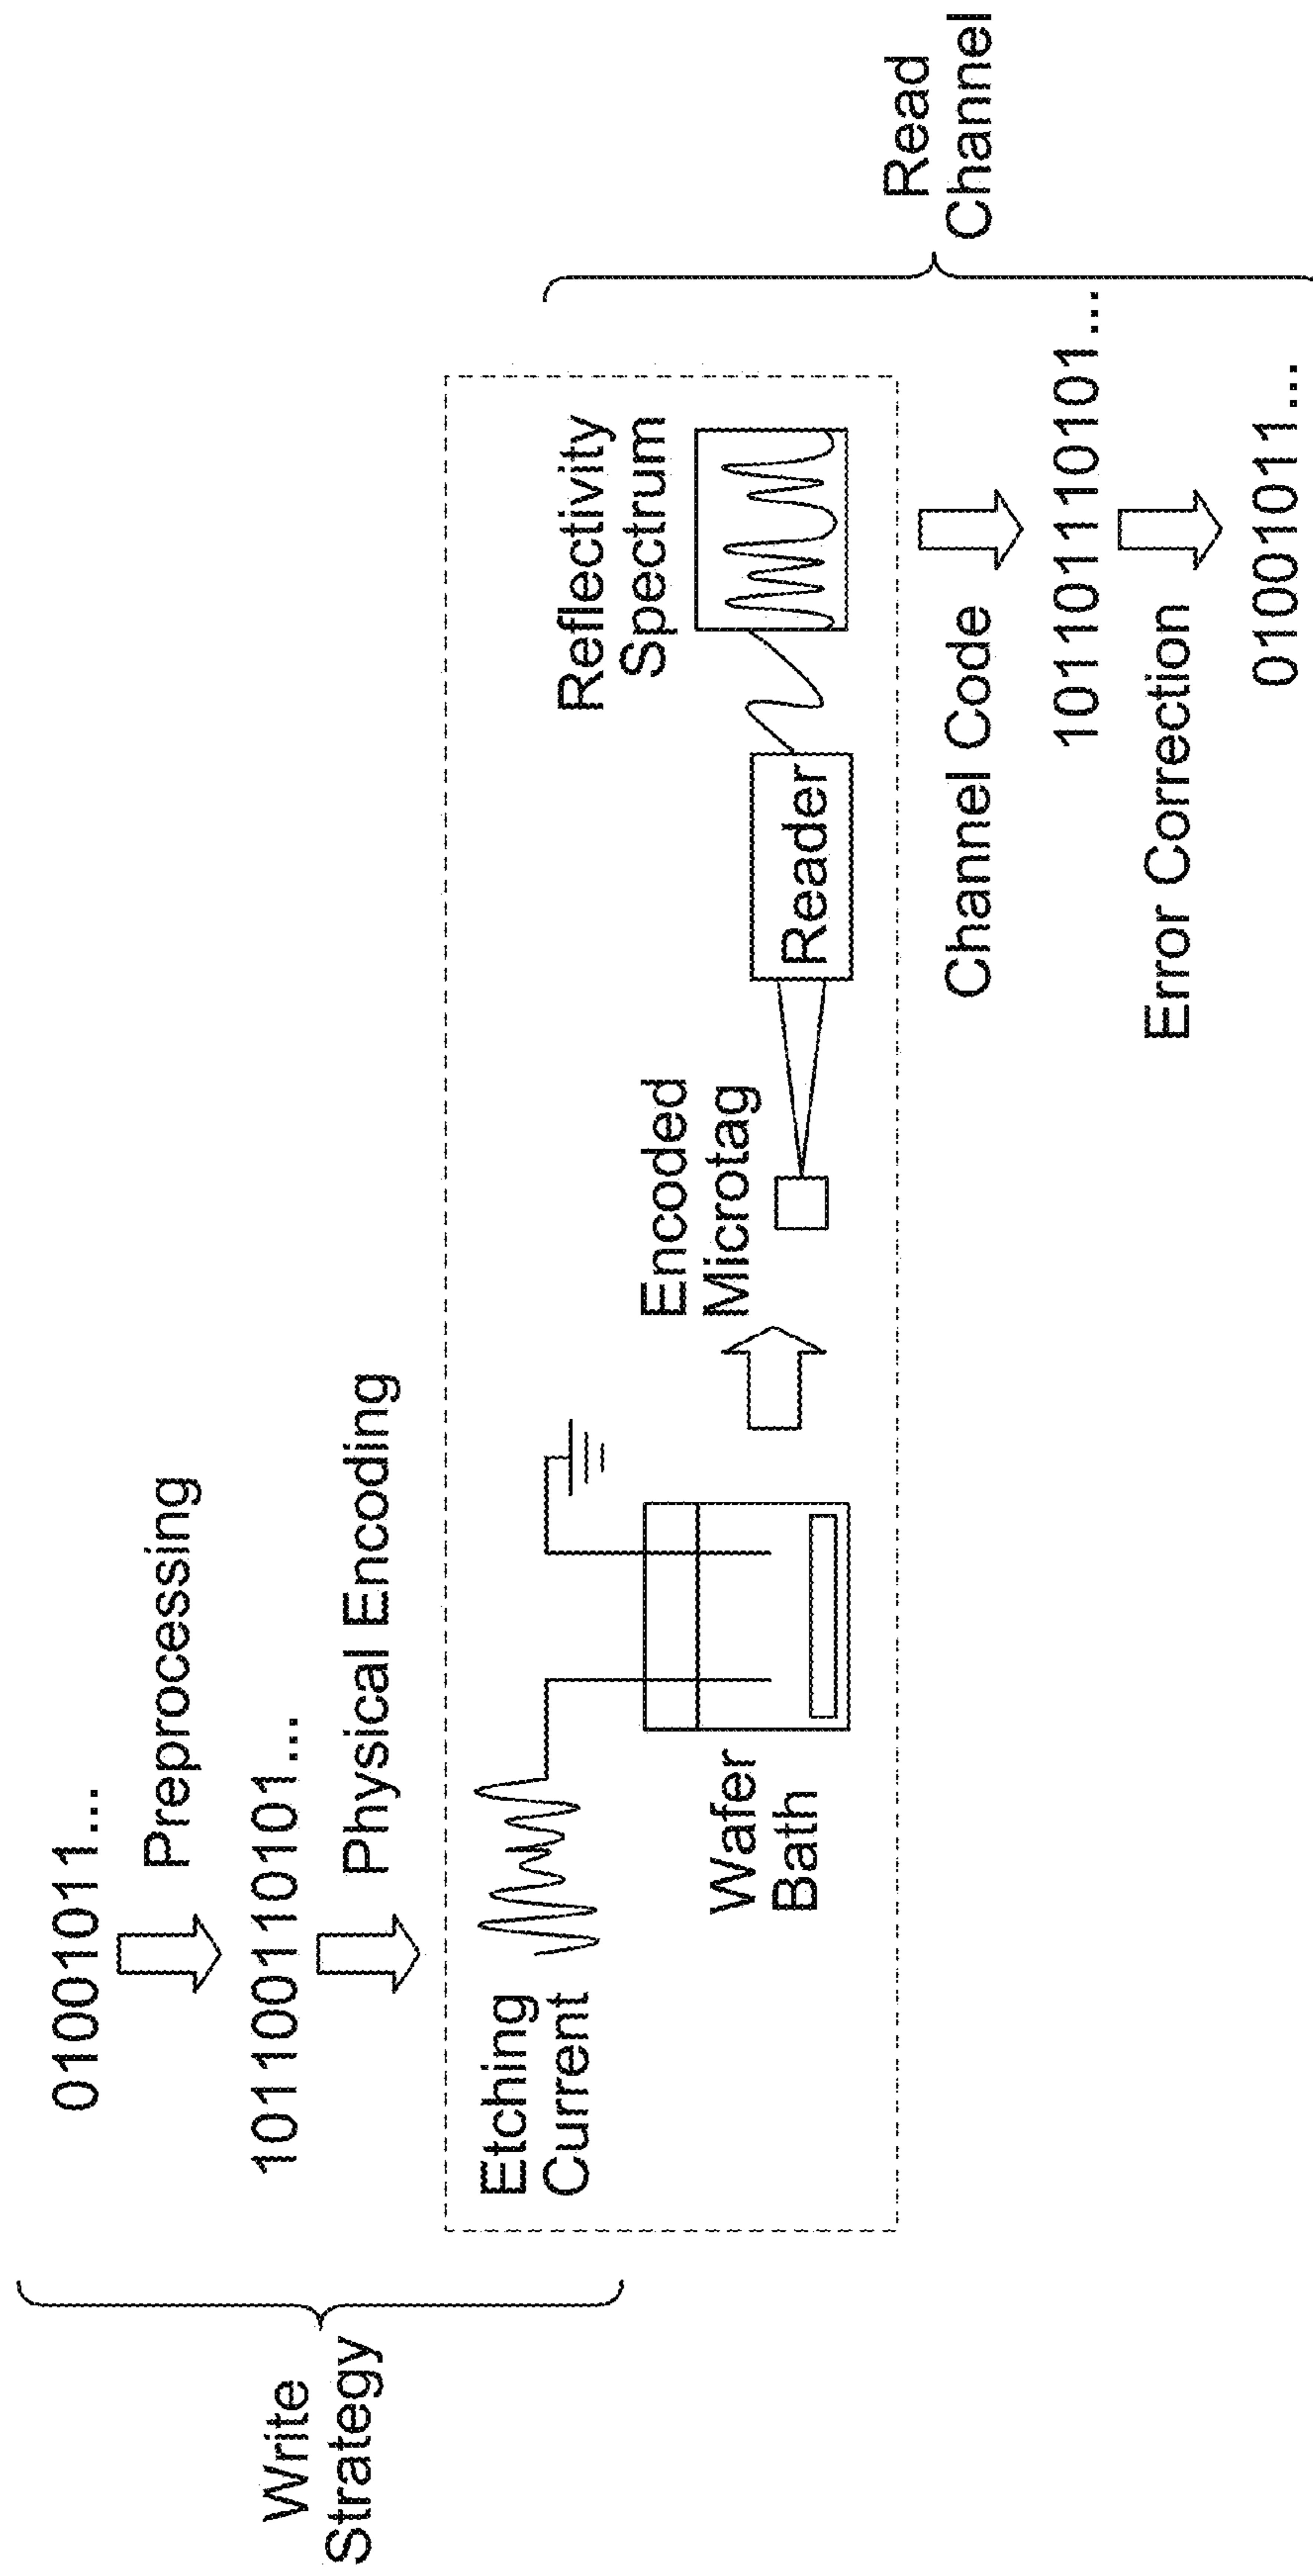 Write
Strategy
01001011...
Preprocessing
1011001110101...
Physical Encoding
Etching
Current
Wafer
Bath
Encoded
Microtag
Reader
Reflectivity
Spectrum
Read
Channel
Channel Code
1011011110101...
Error Correction
01001011...